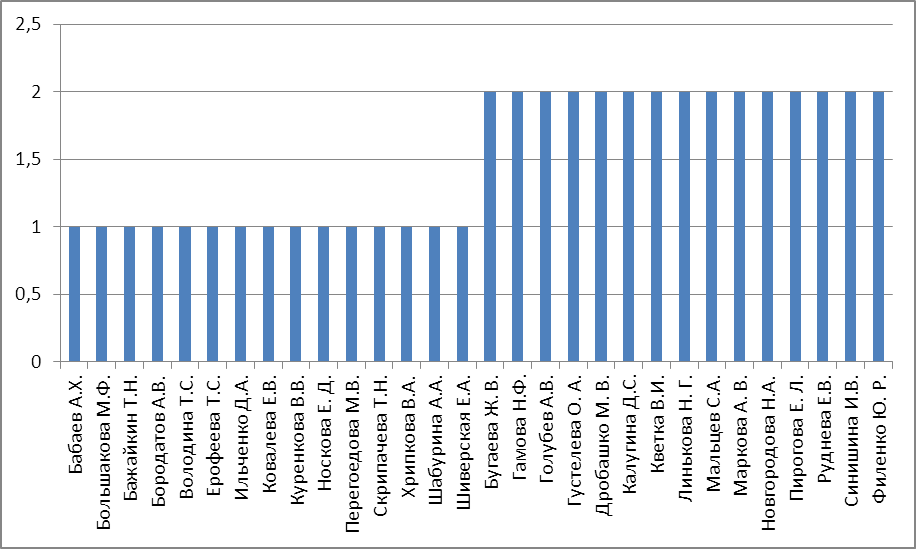 2,5
2
1,5
1
0,5
0
Бабаев А.Х.
Большакова М.Ф.
Бажайкин Т.Н.
Бородатов А.В.
Володина Т.С.
Ерофеева Т.С.
Ильченко Д.А.
Ковалева Е.В.
Куренкова В.В.
Носкова Е. Д.
Перегоедова М.В.
Скрипачева Т.Н.
Хрипкова В.А.
Шабурина А.А.
Шиверская Е.А.
Бугаева Ж. В.
Гамова Н.Ф.
Голубев А.В.
Густелева О. А.
Дробашко М. В.
Калугина Д.С.
Кветка В.И.
Линькова Н. Г.
Мальцев С.А.
Маркова А. В.
Новгородова Н.А.
Пирогова Е. Л.
Руднева Е.В.
Синишина И.В.
Филенко Ю. Р.